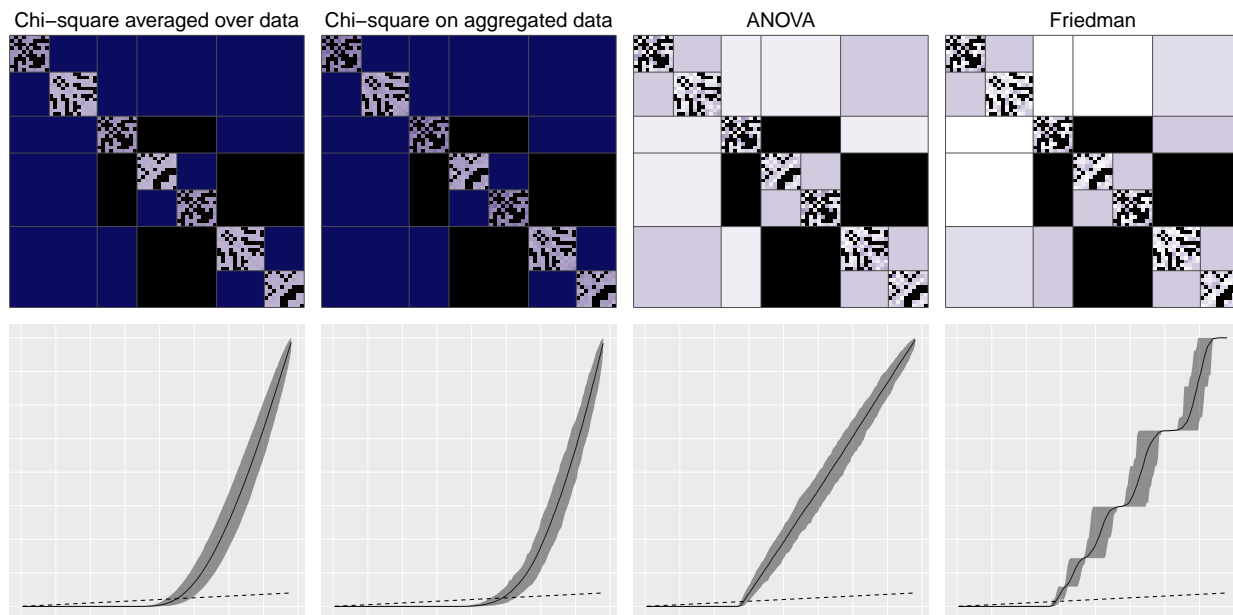 Chi−square averaged over data
Chi−square on aggregated data
ANOVA
Friedman